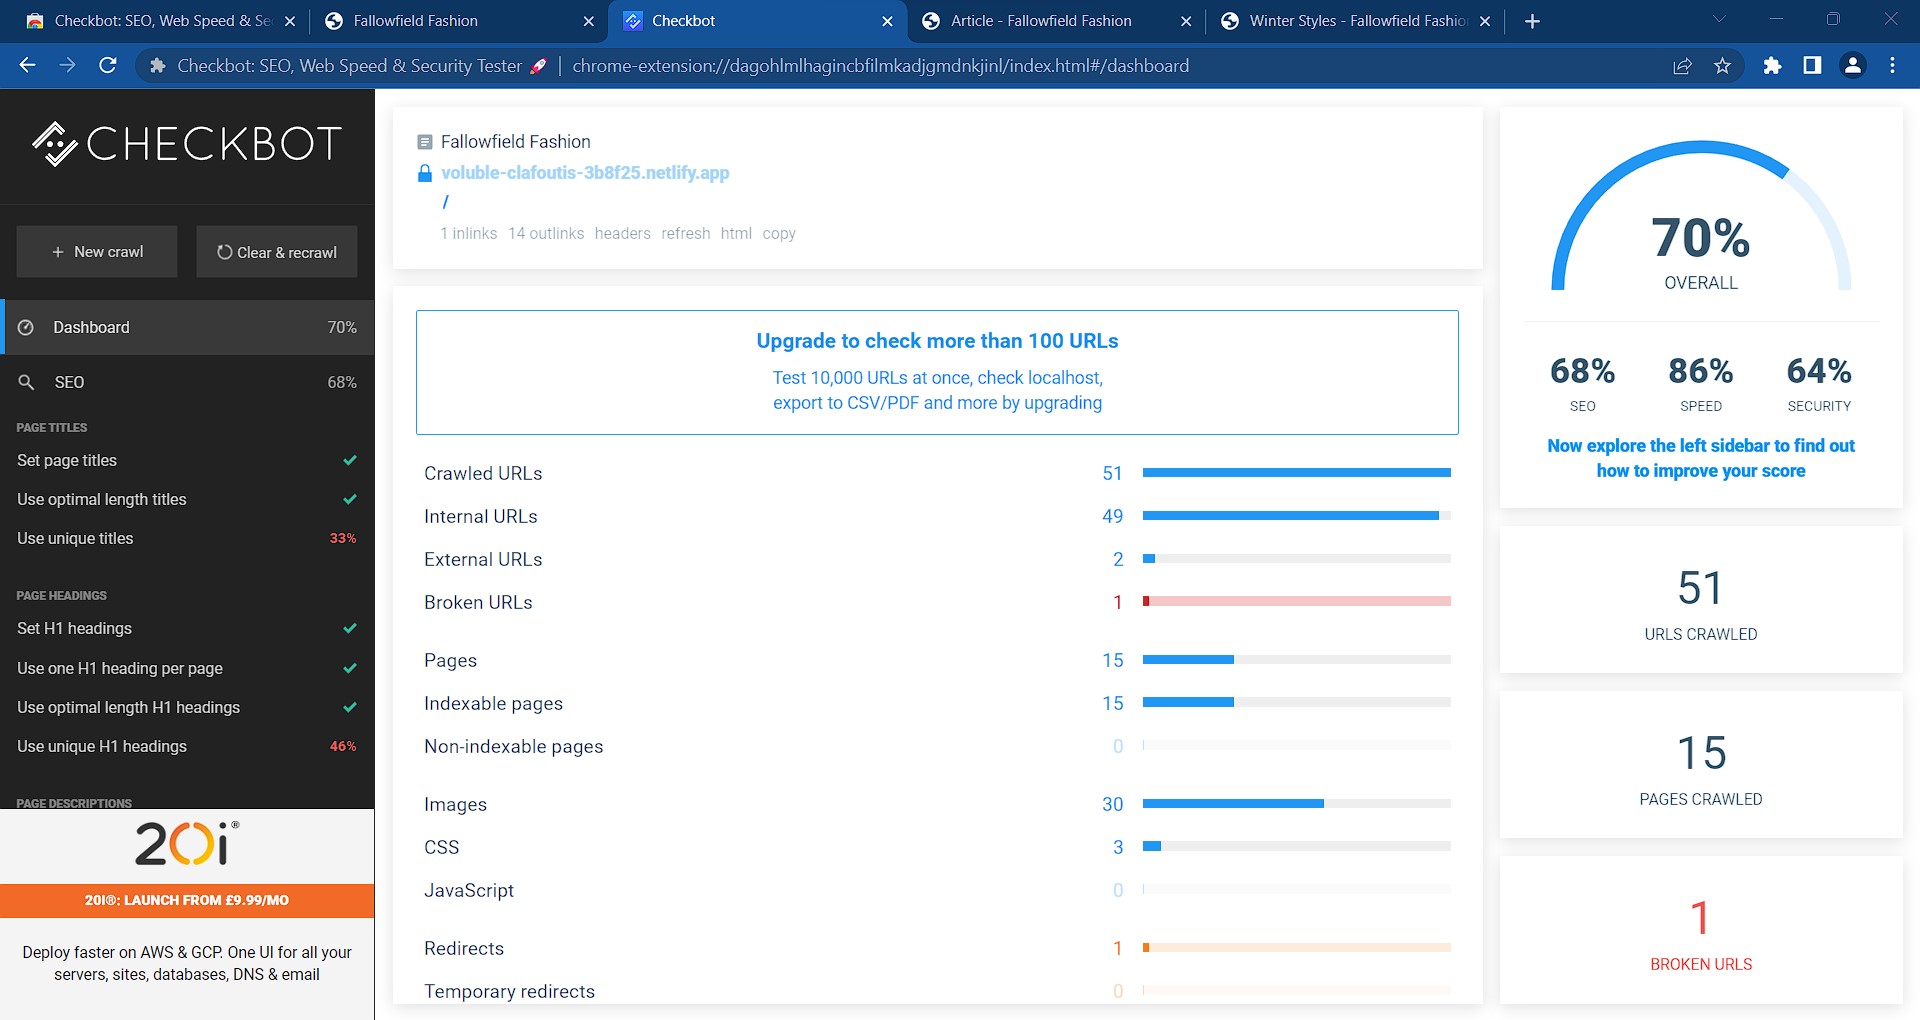 Checkbot: SEO, Web Speed & Se
Fallowfield Fashion
Checkbot
Article - Fallowfield Fashion
Winter Styles - Fallowfield Fashio
Checkbot: SEO, Web Speed & Security Tester 🚀 | chrome-extension://dagohlmlhagincbfilmkadjgmdnkjinl/index.html#/dashboard
CHECKBOT
+ New crawl
Clear & recrawl
Dashboard 70%
SEO 68%
PAGE TITLES
Set page titles
Use optimal length titles
Use unique titles 33%
PAGE HEADINGS
Set H1 headings
Use one H1 heading per page
Use optimal length H1 headings
Use unique H1 headings 46%
PAGE DESCRIPTIONS
20i®
20I®: LAUNCH FROM £9.99/MO
Deploy faster on AWS & GCP. One UI for all your
servers, sites, databases, DNS & email
Fallowfield Fashion
voluble-clafoutis-3b8f25.netlify.app
/
1 inlinks 14 outlinks headers refresh html copy
Upgrade to check more than 100 URLs
Test 10,000 URLs at once, check localhost,
export to CSV/PDF and more by upgrading
Crawled URLs 51
Internal URLs 49
External URLs 2
Broken URLs 1
Pages 15
Indexable pages 15
Non-indexable pages 0
Images 30
CSS 3
JavaScript 0
Redirects 1
Temporary redirects 0
70%
OVERALL
68% 86% 64%
SEO SPEED SECURITY
Now explore the left sidebar to find out
how to improve your score
51
URLS CRAWLED
15
PAGES CRAWLED
1
BROKEN URLS